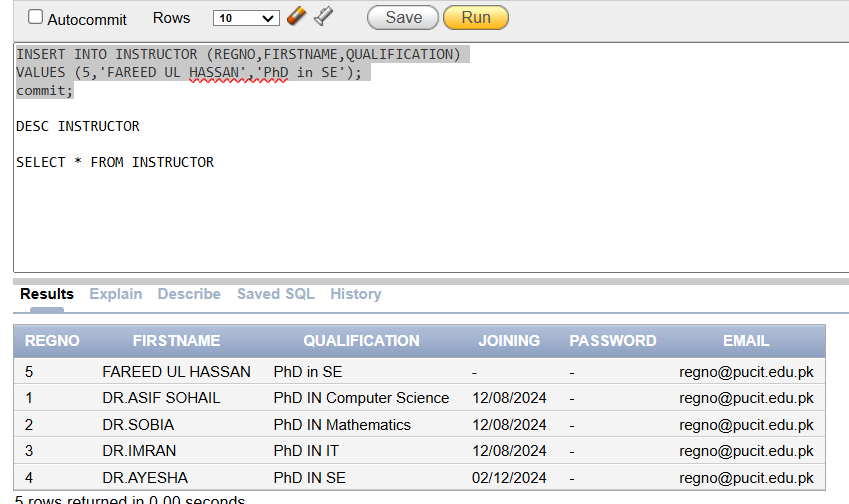 Autocommit Rows 10 Save Run
INSERT INTO INSTRUCTOR (REGNO,FIRSTNAME,QUALIFICATION)
VALUES (5,'FAREED UL HASSAN','PhD in SE');
commit;
DESC INSTRUCTOR
SELECT * FROM INSTRUCTOR
Results Explain Describe Saved SQL History
REGNO FIRSTNAME QUALIFICATION JOINING PASSWORD EMAIL
5 FAREED UL HASSAN PhD in SE - - regno@pucit.edu.pk
1 DR.ASIF SOHAIL PhD IN Computer Science 12/08/2024 - regno@pucit.edu.pk
2 DR.SOBIA PhD IN Mathematics 12/08/2024 - regno@pucit.edu.pk
3 DR.IMRAN PhD IN IT 12/08/2024 - regno@pucit.edu.pk
4 DR.AYESHA PhD IN SE 02/12/2024 - regno@pucit.edu.pk
5 rows returned in 0.00 seconds